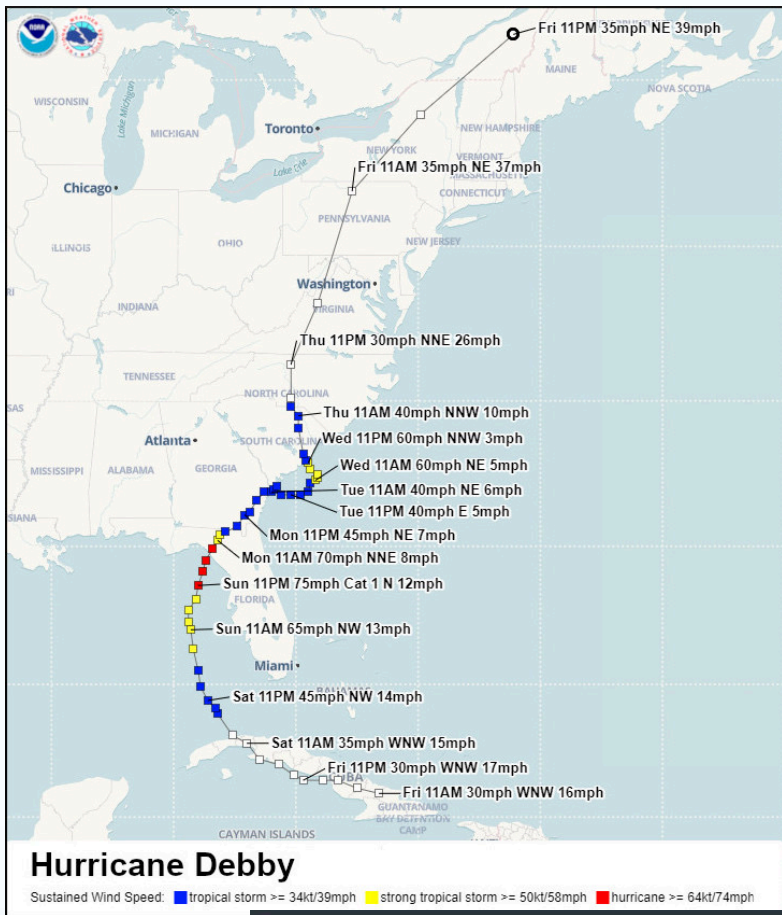 NOAA
Fri 11PM 35mph NE 39mph
MAINE
NOVA SCOTIA
WISCONSIN
Lake Michigan
MICHIGAN
Toronto
NEW HAMPSHIRE
NEW YORK
VERMONT
Fri 11AM 35mph NE 37mph
MASSACHUSETTS
CONNECTICUT
Chicago
PENNSYLVANIA
NEW JERSEY
ILLINOIS
OHIO
Washington
INDIANA
VIRGINIA
Thu 11PM 30mph NNE 26mph
TENNESSEE
NORTH CAROLINA
Thu 11AM 40mph NNW 10mph
Atlanta
SOUTH CAROLINA
Wed 11PM 60mph NNW 3mph
MISSISSIPPI
ALABAMA
GEORGIA
Wed 11AM 60mph NE 5mph
Tue 11AM 40mph NE 6mph
Tue 11PM 40mph E 5mph
Mon 11PM 45mph NE 7mph
Mon 11AM 70mph NNE 8mph
Sun 11PM 75mph Cat 1 N 12mph
FLORIDA
Sun 11AM 65mph NW 13mph
Miami
BAHAMAS
Sat 11PM 45mph NW 14mph
Sat 11AM 35mph WNW 15mph
Fri 11PM 30mph WNW 17mph
CUBA
Fri 11AM 30mph WNW 16mph
GUANTANAMO
BAY DETENTION
CAMP
CAYMAN ISLANDS
Hurricane Debby
Sustained Wind Speed: tropical storm >= 34kt/39mph strong tropical storm >= 50kt/58mph hurricane >= 64kt/74mph